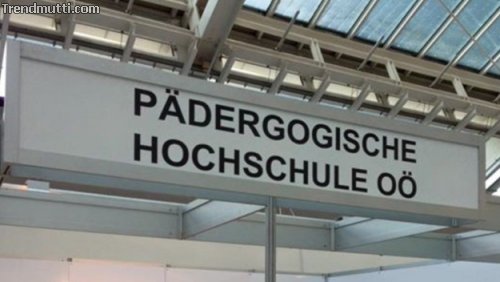 Trendmutti.com
PÄDERGOGISCHE
HOCHSCHULE OÖ